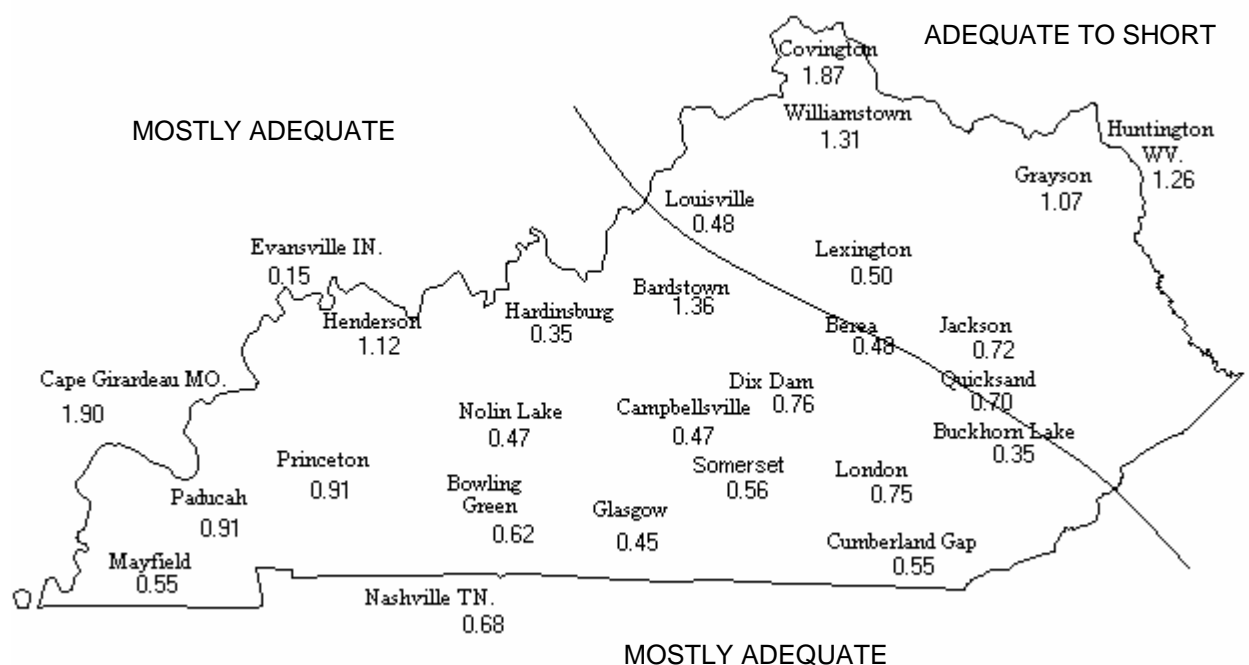 ADEQUATE TO SHORT
Covington
1.87
MOSTLY ADEQUATE
Williamstown
1.31
Huntington
WV.
1.26
Grayson
1.07
Louisville
0.48
Evansville IN.
0.15
Lexington
0.50
Bardstown
1.36
Hardinsburg
0.35
Henderson
1.12
Berea
0.48
Jackson
0.72
Cape Girardeau MO.
1.90
Dix Dam
0.76
Quicksand
0.70
Nolin Lake
0.47
Campbellsville
0.47
Buckhorn Lake
0.35
Princeton
0.91
Somerset
0.56
London
0.75
Paducah
0.91
Bowling
Green
0.62
Glasgow
0.45
Cumberland Gap
0.55
Mayfield
0.55
Nashville TN.
0.68
MOSTLY ADEQUATE